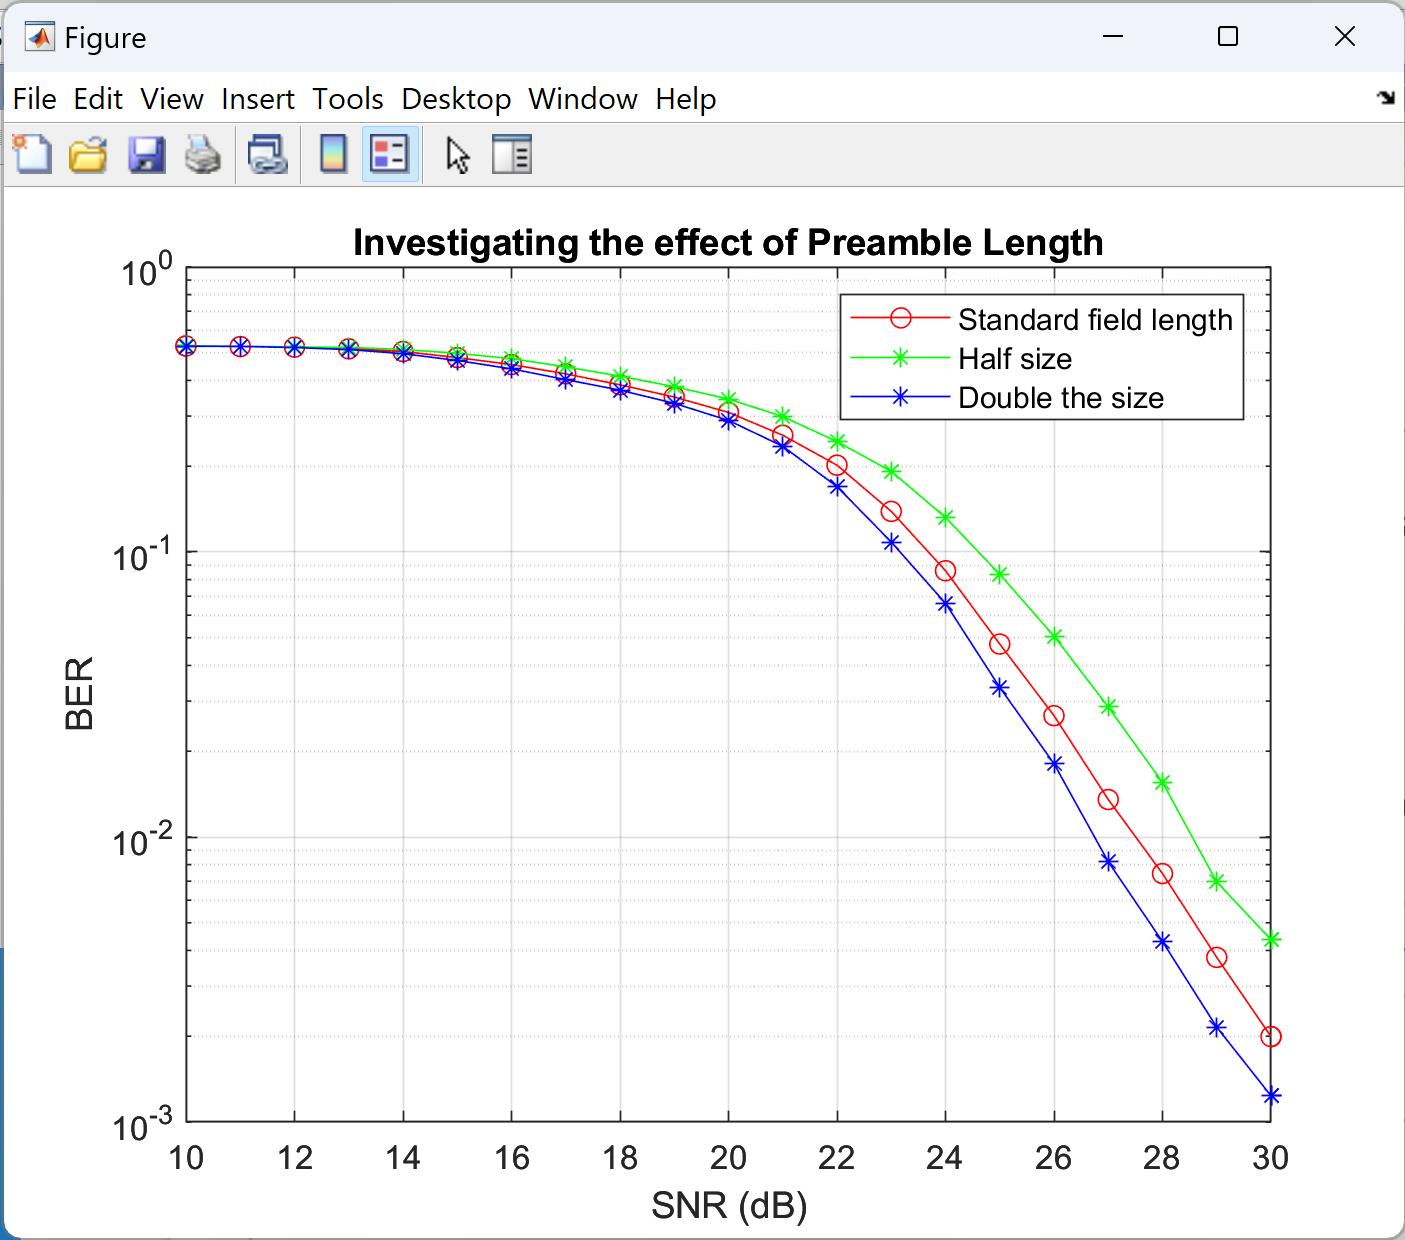 Figure
File Edit View Insert Tools Desktop Window Help
Investigating the effect of Preamble Length
10^0
10^-1
10^-2
10^-3
BER
Standard field length
Half size
Double the size
10 12 14 16 18 20 22 24 26 28 30
SNR (dB)